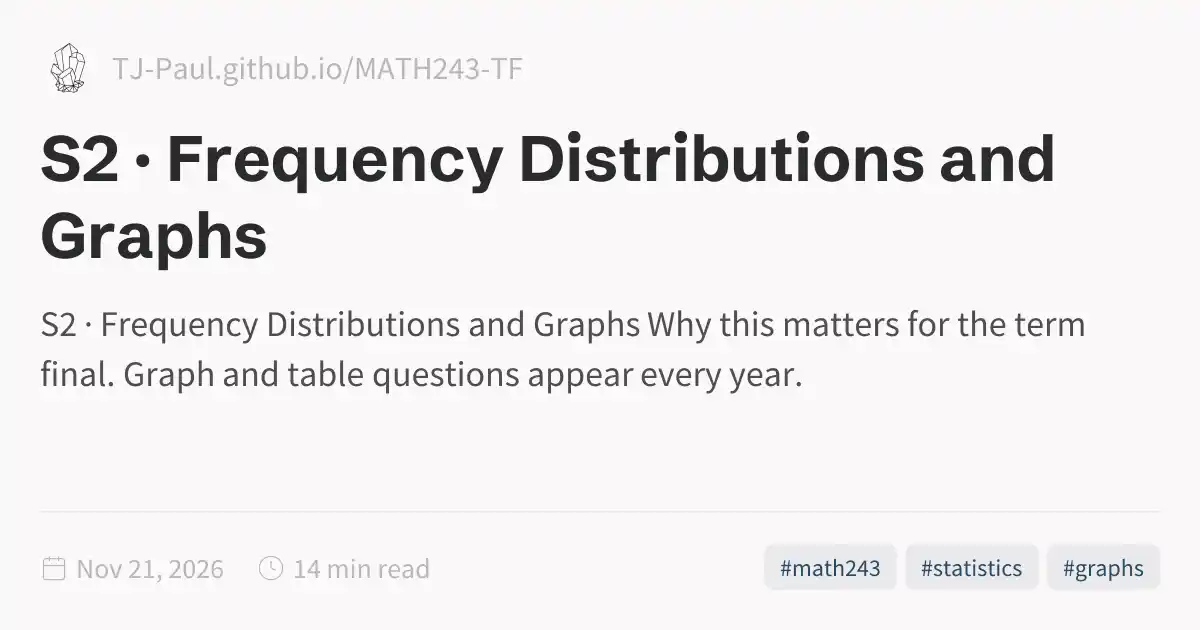 TJ-Paul.github.io/MATH243-TF
S2 · Frequency Distributions and
Graphs
S2 · Frequency Distributions and Graphs Why this matters for the term
final. Graph and table questions appear every year.
Nov 21, 2026
14 min read
#math243
#statistics
#graphs